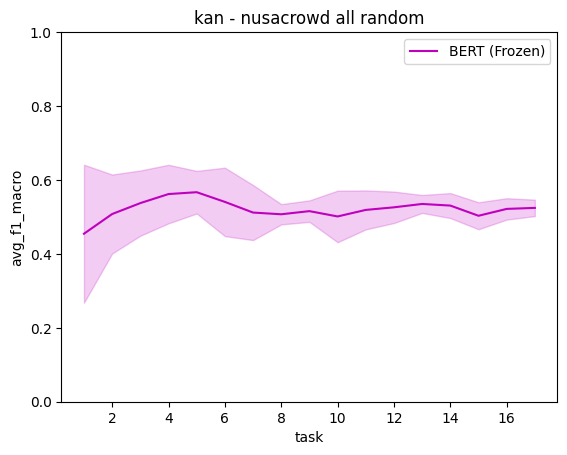 kan - nusacrowd all random
BERT (Frozen)
1.0
0.8
0.6
0.4
0.2
0.0
avg_f1_macro
2 4 6 8 10 12 14 16
task